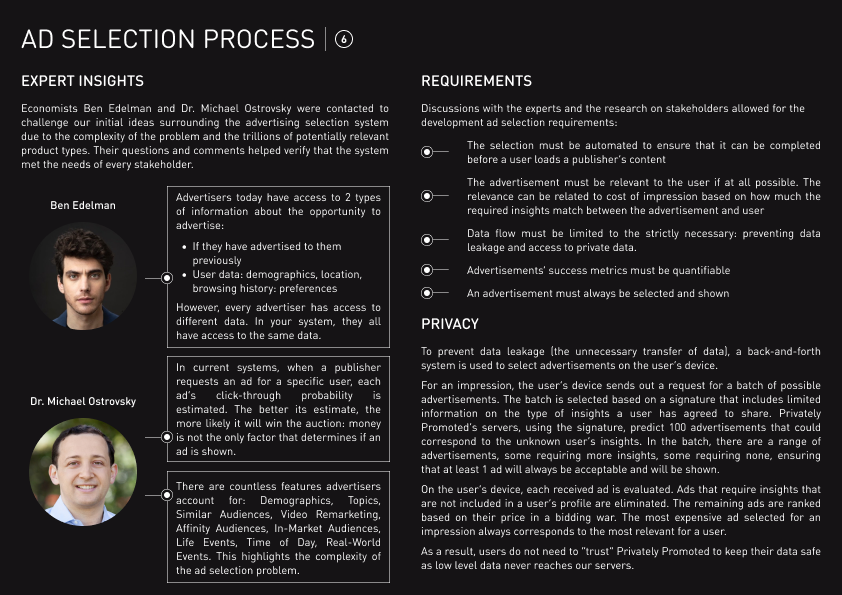 AD SELECTION PROCESS | 6
EXPERT INSIGHTS
Economists Ben Edelman and Dr. Michael Ostrovsky were contacted to
challenge our initial ideas surrounding the advertising selection system
due to the complexity of the problem and the trillions of potentially relevant
product types. Their questions and comments helped verify that the system
met the needs of every stakeholder.
Ben Edelman
Advertisers today have access to 2 types
of information about the opportunity to
advertise:
• If they have advertised to them
previously
• User data: demographics, location,
browsing history: preferences
However, every advertiser has access to
different data. In your system, they all
have access to the same data.
Dr. Michael Ostrovsky
In current systems, when a publisher
requests an ad for a specific user, each
ad's click-through probability is
estimated. The better its estimate, the
more likely it will win the auction: money
is not the only factor that determines if an
ad is shown.
There are countless features advertisers
account for: Demographics, Topics,
Similar Audiences, Video Remarketing,
Affinity Audiences, In-Market Audiences,
Life Events, Time of Day, Real-World
Events. This highlights the complexity of
the ad selection problem.
REQUIREMENTS
Discussions with the experts and the research on stakeholders allowed for the
development ad selection requirements:
The selection must be automated to ensure that it can be completed
before a user loads a publisher's content
The advertisement must be relevant to the user if at all possible. The
relevance can be related to cost of impression based on how much the
required insights match between the advertisement and user
Data flow must be limited to the strictly necessary: preventing data
leakage and access to private data.
Advertisements' success metrics must be quantifiable
An advertisement must always be selected and shown
PRIVACY
To prevent data leakage (the unnecessary transfer of data), a back-and-forth
system is used to select advertisements on the user's device.
For an impression, the user's device sends out a request for a batch of possible
advertisements. The batch is selected based on a signature that includes limited
information on the type of insights a user has agreed to share. Privately
Promoted's servers, using the signature, predict 100 advertisements that could
correspond to the unknown user's insights. In the batch, there are a range of
advertisements, some requiring more insights, some requiring none, ensuring
that at least 1 ad will always be acceptable and will be shown.
On the user's device, each received ad is evaluated. Ads that require insights that
are not included in a user's profile are eliminated. The remaining ads are ranked
based on their price in a bidding war. The most expensive ad selected for an
impression always corresponds to the most relevant for a user.
As a result, users do not need to "trust" Privately Promoted to keep their data safe
as low level data never reaches our servers.